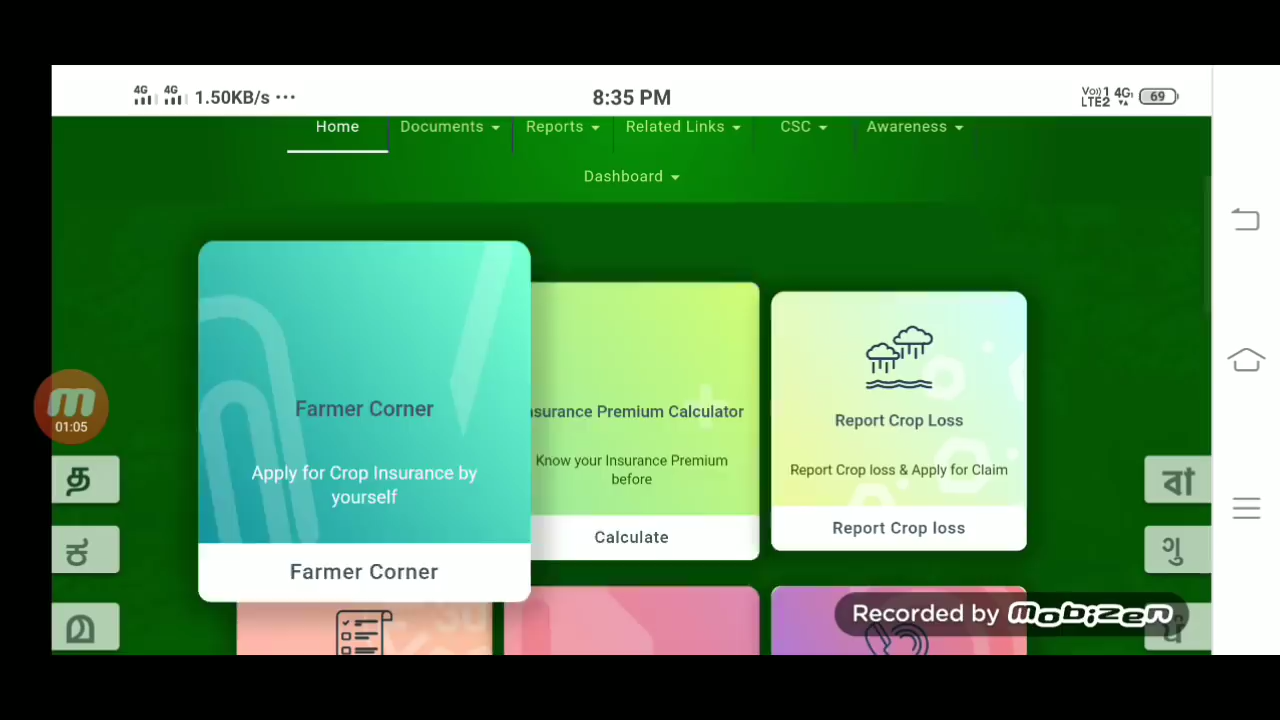 4G 4G 1.50KB/s ...
8:35 PM
Vo)) 1 4G
LTE2
69
Home Documents Reports Related Links CSC Awareness
Dashboard
Farmer Corner
Apply for Crop Insurance by
yourself
Farmer Corner
nsurance Premium Calculator
Know your Insurance Premium
before
Calculate
Report Crop Loss
Report Crop loss & Apply for Claim
Report Crop loss
01:05
த
ಕ
മ
বা
ગુ
Recorded by mobizen